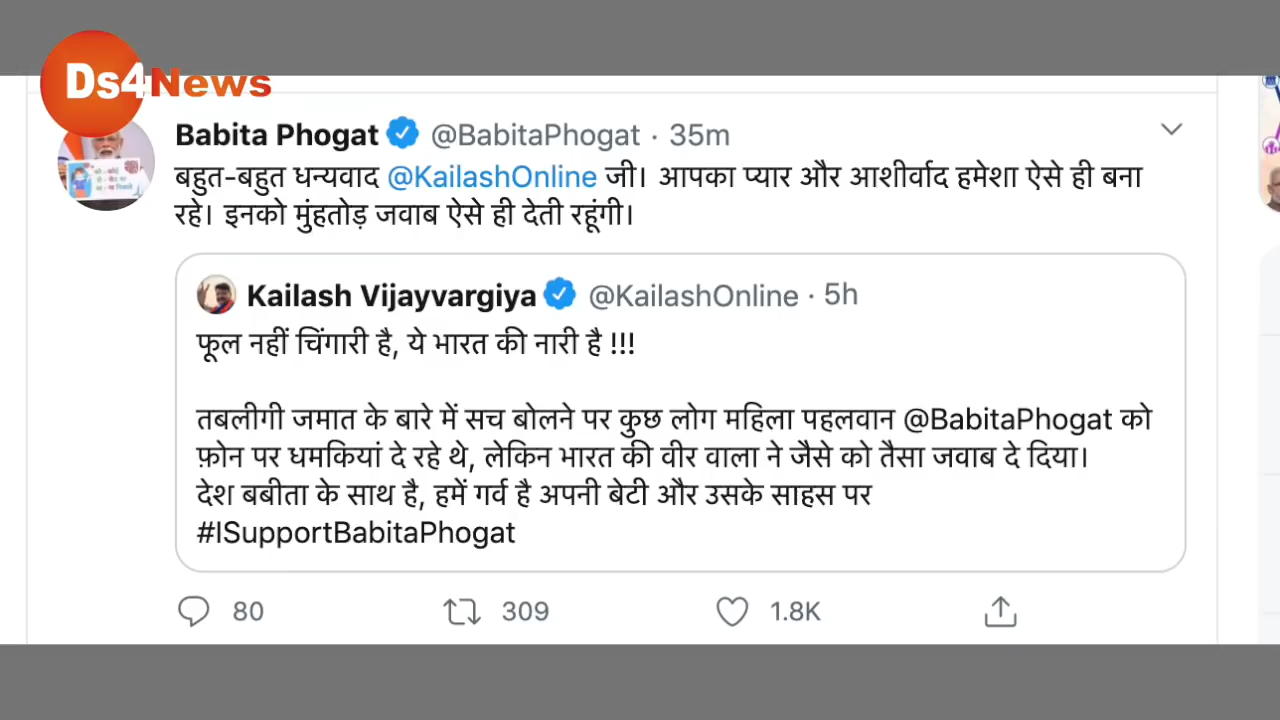 Ds4News
Babita Phogat @BabitaPhogat · 35m
बहुत-बहुत धन्यवाद @KailashOnline जी। आपका प्यार और आशीर्वाद हमेशा ऐसे ही बना
रहे। इनको मुंहतोड़ जवाब ऐसे ही देती रहूंगी।
Kailash Vijayvargiya @KailashOnline · 5h
फूल नहीं चिंगारी है, ये भारत की नारी है !!!
तबलीगी जमात के बारे में सच बोलने पर कुछ लोग महिला पहलवान @BabitaPhogat को
फ़ोन पर धमकियां दे रहे थे, लेकिन भारत की वीर वाला ने जैसे को तैसा जवाब दे दिया।
देश बबीता के साथ है, हमें गर्व है अपनी बेटी और उसके साहस पर
#ISupportBabitaPhogat
80 309 1.8K